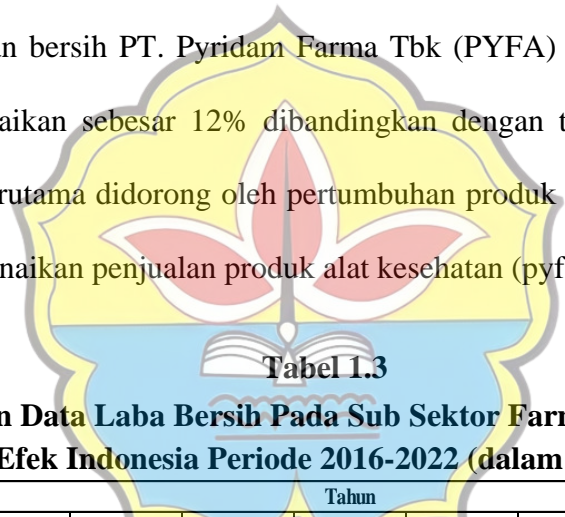 n bersih PT. Pyridam Farma Tbk (PYFA)
aikan sebesar 12% dibandingkan dengan t
rutama didorong oleh pertumbuhan produk
naikan penjualan produk alat kesehatan (pyf
Tabel 1.3
n Data Laba Bersih Pada Sub Sektor Farm
Efek Indonesia Periode 2016-2022 (dalam
Tahun